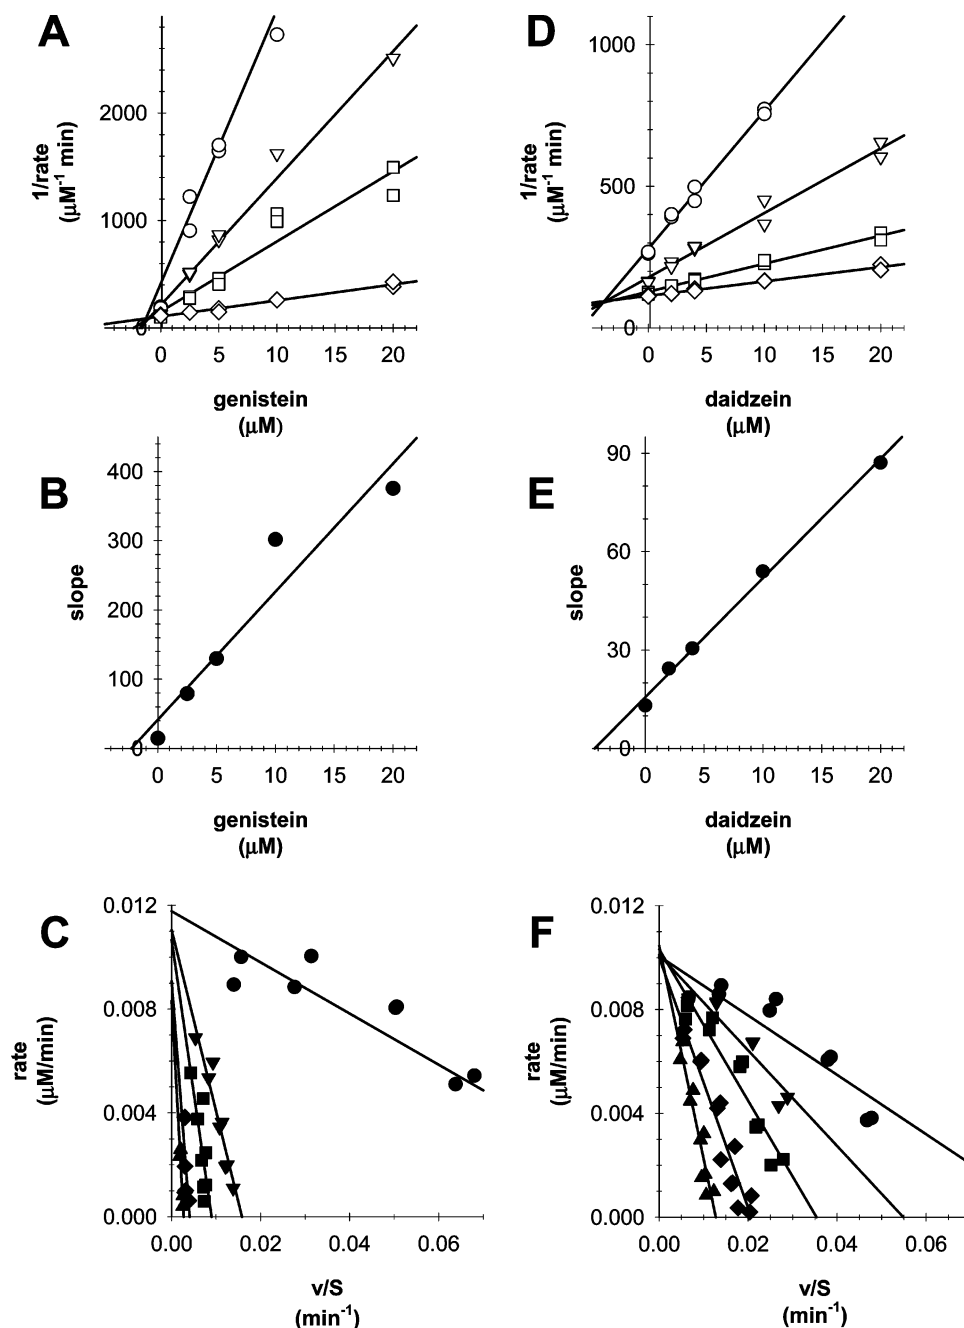 A
1/rate
(μM⁻¹ min)
2000
1000
0
0 5 10 15 20
genistein
(μM)
D
1/rate
(μM⁻¹ min)
1000
500
0
0 5 10 15 20
daidzein
(μM)
B
slope
400
300
200
100
0
0 5 10 15 20
genistein
(μM)
E
slope
90
60
30
0
0 5 10 15 20
daidzein
(μM)
C
rate
(μM/min)
0.012
0.008
0.004
0.000
0.00 0.02 0.04 0.06
v/S
(min⁻¹)
F
rate
(μM/min)
0.012
0.008
0.004
0.000
0.00 0.02 0.04 0.06
v/S
(min⁻¹)